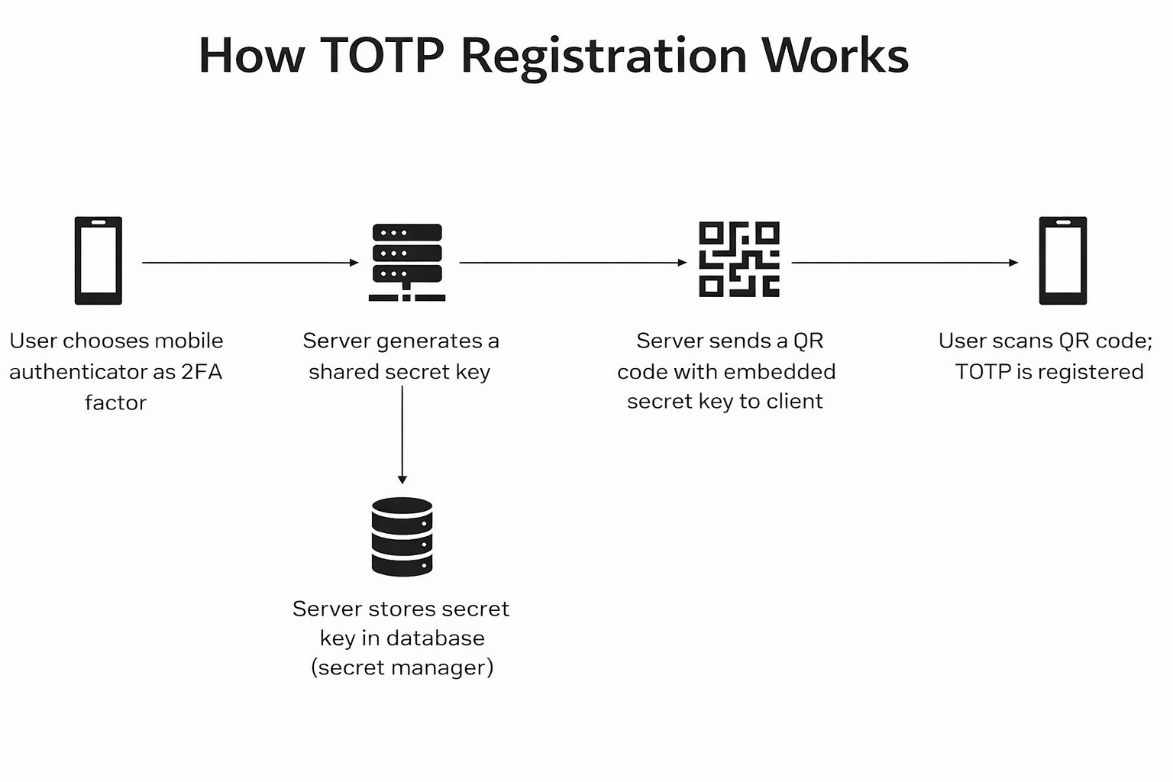 How TOTP Registration Works
User chooses mobile
authenticator as 2FA
factor
Server generates a
shared secret key
Server sends a QR
code with embedded
secret key to client
User scans QR code;
TOTP is registered
Server stores secret
key in database
(secret manager)